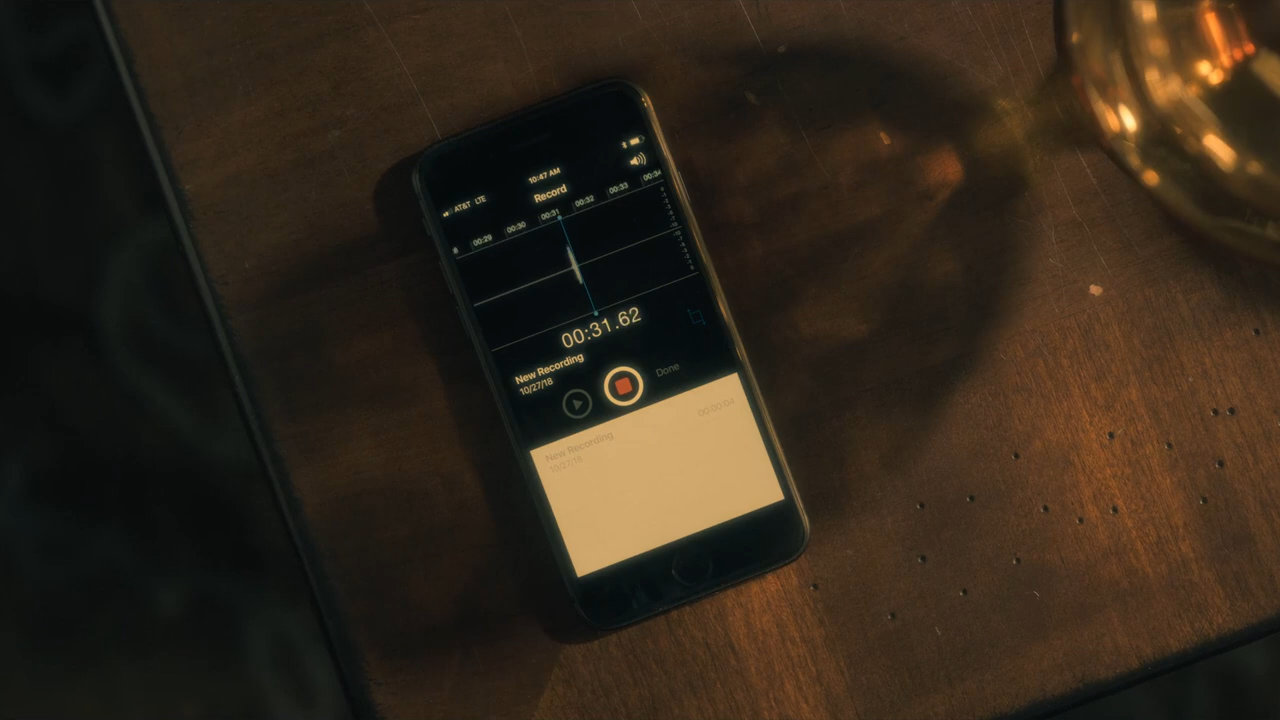 AT&T LTE 10:47 AM
Record
00:29 00:30 00:31 00:32 00:33 00:34
00:31.62
New Recording
10/27/18
Done
New Recording 00:00:04
10/27/18